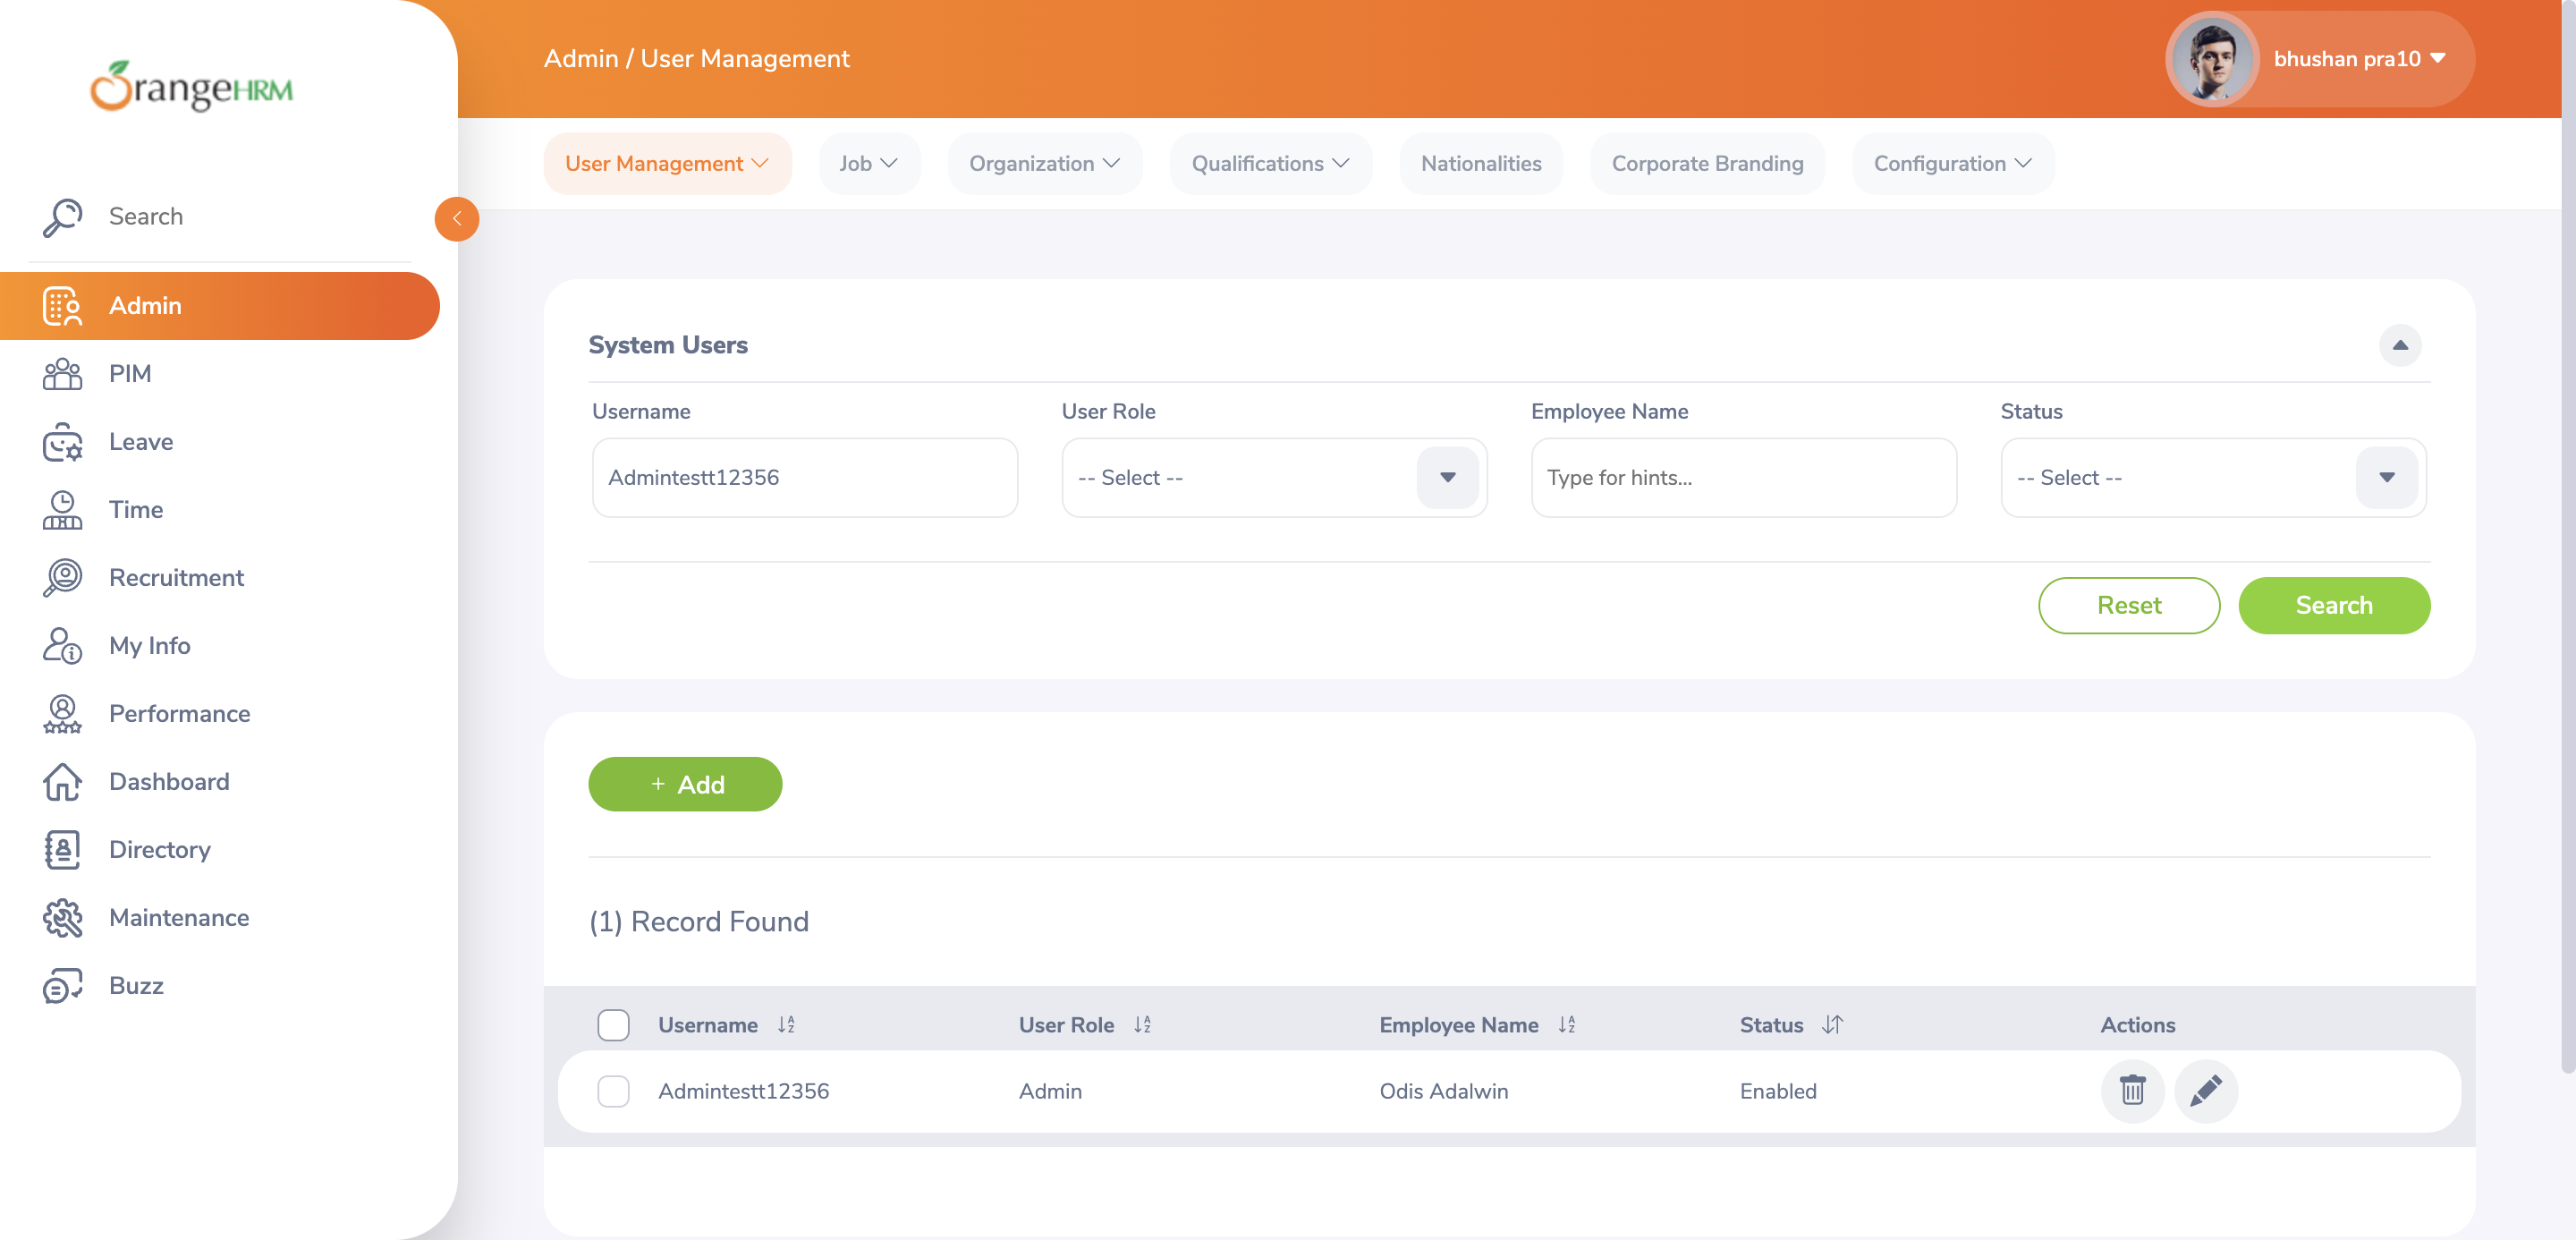 OrangeHRM
Search
Admin
PIM
Leave
Time
Recruitment
My Info
Performance
Dashboard
Directory
Maintenance
Buzz
Admin / User Management
bhushan pra10
User Management
Job
Organization
Qualifications
Nationalities
Corporate Branding
Configuration
System Users
Username
User Role
Employee Name
Status
Admintestt12356
-- Select --
Type for hints...
-- Select --
Reset
Search
+ Add
(1) Record Found
Username
User Role
Employee Name
Status
Actions
Admintestt12356
Admin
Odis Adalwin
Enabled